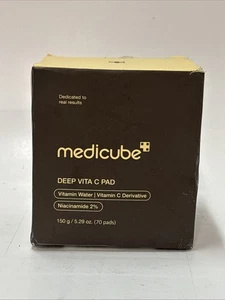 Dedicated to
real results
medicube
DEEP VITA C PAD
Vitamin Water | Vitamin C Derivative
Niacinamide 2%
150 g / 5.29 oz. (70 pads)